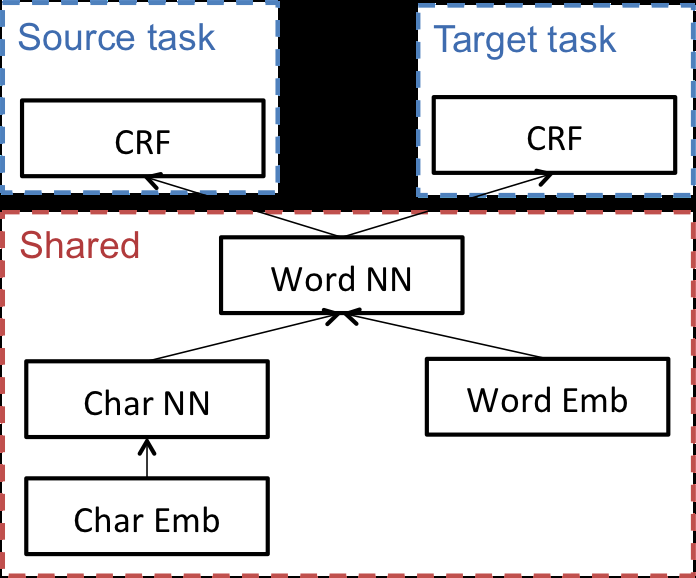 Source task
Target task
CRF
CRF
Shared
Word NN
Char NN
Word Emb
Char Emb